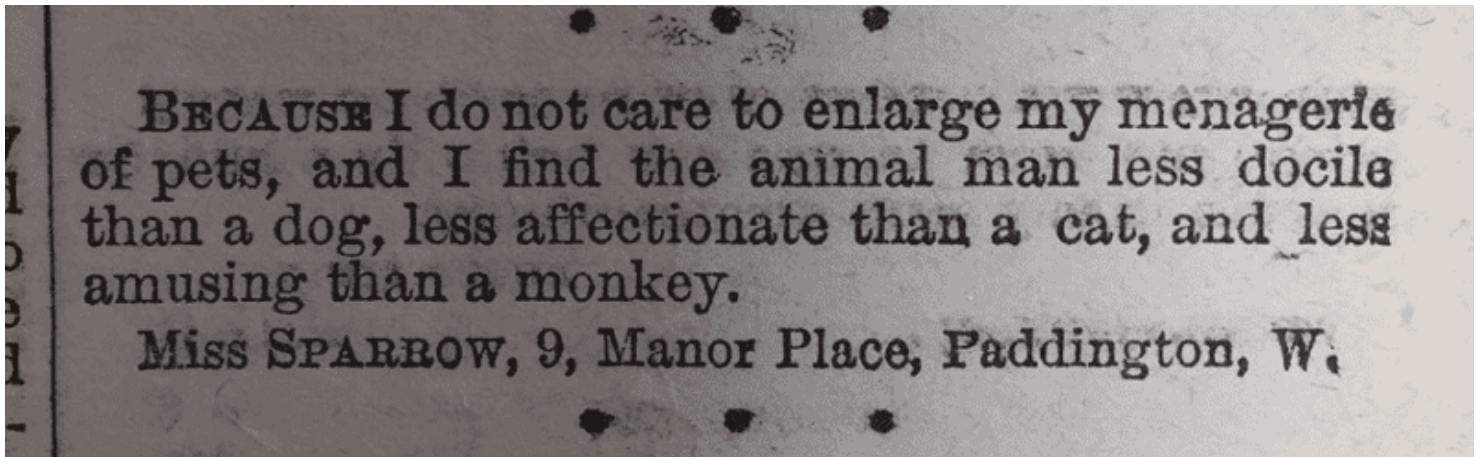 BECAUSE I do not care to enlarge my menagerie
of pets, and I find the animal man less docile
than a dog, less affectionate than a cat, and less
amusing than a monkey.
Miss SPARROW, 9, Manor Place, Paddington, W.